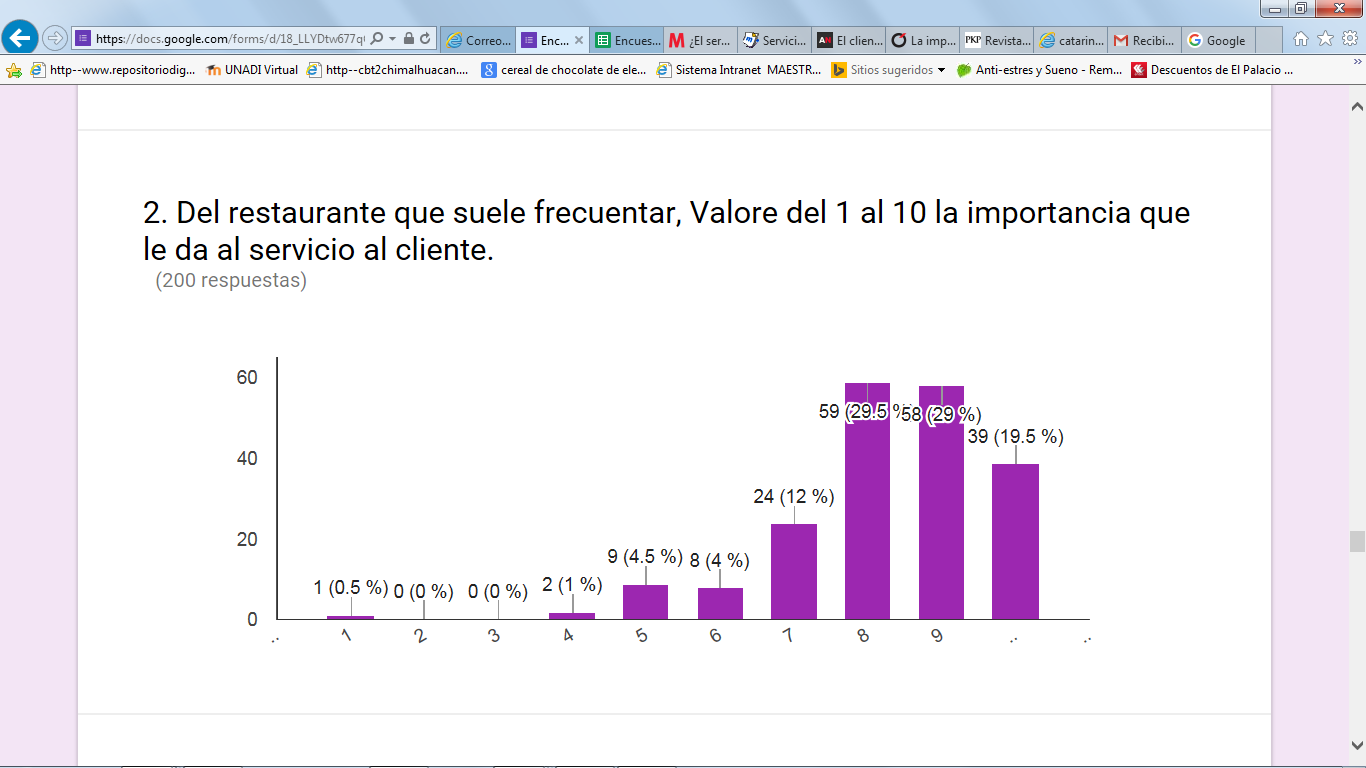 https://docs.google.com/forms/d/18_LLYDtw677q
Correo...
Enc...
Encues...
¿El ser...
Servici...
El clien...
La imp...
PKP Revista...
catarin...
Recibi...
Google
http--www.repositoriodig...
UNADI Virtual
http--cbt2chimalhuacan....
cereal de chocolate de ele...
Sistema Intranet MAESTR...
Sitios sugeridos
Anti-estres y Sueno - Rem...
Descuentos de El Palacio ...
2. Del restaurante que suele frecuentar, Valore del 1 al 10 la importancia que
le da al servicio al cliente.
(200 respuestas)
60
40
20
0
1 (0.5 %)
0 (0 %)
0 (0 %)
2 (1 %)
9 (4.5 %)
8 (4 %)
24 (12 %)
59 (29.5 %)
58 (29 %)
39 (19.5 %)
..
1
2
3
4
5
6
7
8
9
..
..